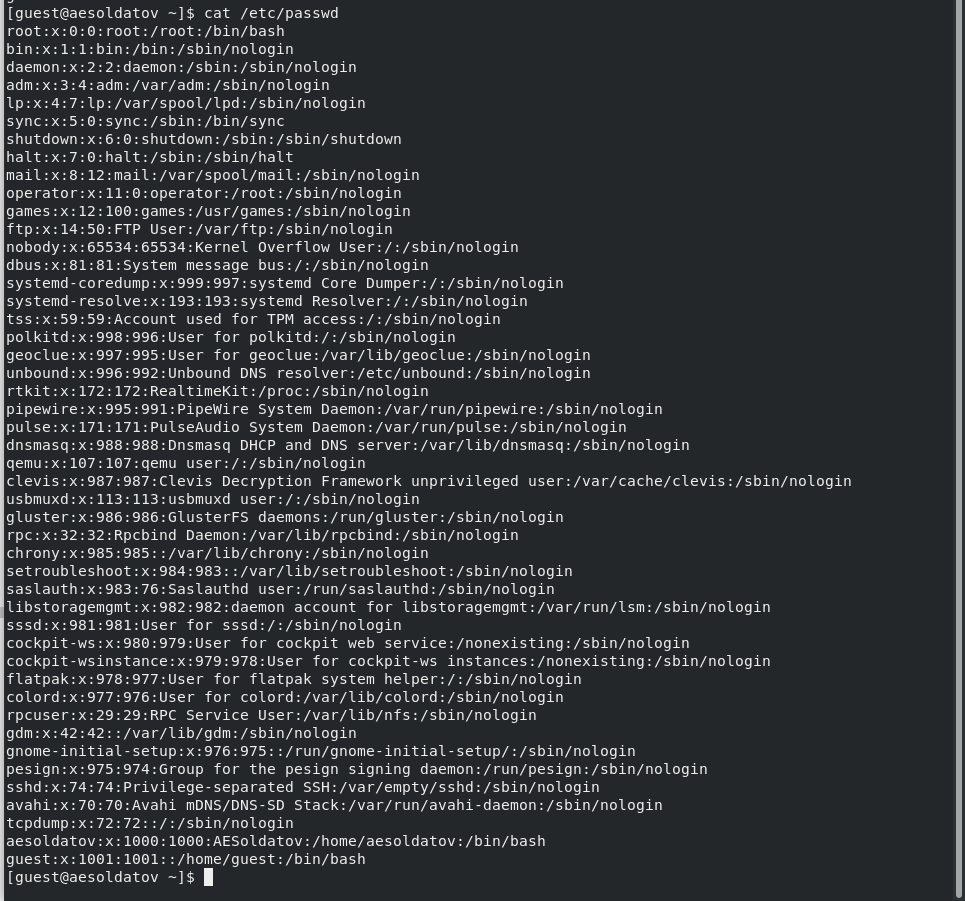 [guest@aesoldatov ~]$ cat /etc/passwd
root:x:0:0:root:/root:/bin/bash
bin:x:1:1:bin:/bin:/sbin/nologin
daemon:x:2:2:daemon:/sbin:/sbin/nologin
adm:x:3:4:adm:/var/adm:/sbin/nologin
lp:x:4:7:lp:/var/spool/lpd:/sbin/nologin
sync:x:5:0:sync:/sbin:/bin/sync
shutdown:x:6:0:shutdown:/sbin:/sbin/shutdown
halt:x:7:0:halt:/sbin:/sbin/halt
mail:x:8:12:mail:/var/spool/mail:/sbin/nologin
operator:x:11:0:operator:/root:/sbin/nologin
games:x:12:100:games:/usr/games:/sbin/nologin
ftp:x:14:50:FTP User:/var/ftp:/sbin/nologin
nobody:x:65534:65534:Kernel Overflow User:/:/sbin/nologin
dbus:x:81:81:System message bus:/:/sbin/nologin
systemd-coredump:x:999:997:systemd Core Dumper:/:/sbin/nologin
systemd-resolve:x:193:193:systemd Resolver:/:/sbin/nologin
tss:x:59:59:Account used for TPM access:/:/sbin/nologin
polkitd:x:998:996:User for polkitd:/:/sbin/nologin
geoclue:x:997:995:User for geoclue:/var/lib/geoclue:/sbin/nologin
unbound:x:996:992:Unbound DNS resolver:/etc/unbound:/sbin/nologin
rtkit:x:172:172:RealtimeKit:/proc:/sbin/nologin
pipewire:x:995:991:PipeWire System Daemon:/var/run/pipewire:/sbin/nologin
pulse:x:171:171:PulseAudio System Daemon:/var/run/pulse:/sbin/nologin
dnsmasq:x:988:988:Dnsmasq DHCP and DNS server:/var/lib/dnsmasq:/sbin/nologin
qemu:x:107:107:qemu user:/:/sbin/nologin
clevis:x:987:987:Clevis Decryption Framework unprivileged user:/var/cache/clevis:/sbin/nologin
usbmuxd:x:113:113:usbmuxd user:/:/sbin/nologin
gluster:x:986:986:GlusterFS daemons:/run/gluster:/sbin/nologin
rpc:x:32:32:Rpcbind Daemon:/var/lib/rpcbind:/sbin/nologin
chrony:x:985:985::/var/lib/chrony:/sbin/nologin
setroubleshoot:x:984:983::/var/lib/setroubleshoot:/sbin/nologin
saslauth:x:983:76:Saslauthd user:/run/saslauthd:/sbin/nologin
libstoragemgmt:x:982:982:daemon account for libstoragemgmt:/var/run/lsm:/sbin/nologin
sssd:x:981:981:User for sssd:/:/sbin/nologin
cockpit-ws:x:980:979:User for cockpit web service:/nonexisting:/sbin/nologin
cockpit-wsinstance:x:979:978:User for cockpit-ws instances:/nonexisting:/sbin/nologin
flatpak:x:978:977:User for flatpak system helper:/:/sbin/nologin
colord:x:977:976:User for colord:/var/lib/colord:/sbin/nologin
rpcuser:x:29:29:RPC Service User:/var/lib/nfs:/sbin/nologin
gdm:x:42:42::/var/lib/gdm:/sbin/nologin
gnome-initial-setup:x:976:975::/run/gnome-initial-setup/:/sbin/nologin
pesign:x:975:974:Group for the pesign signing daemon:/run/pesign:/sbin/nologin
sshd:x:74:74:Privilege-separated SSH:/var/empty/sshd:/sbin/nologin
avahi:x:70:70:Avahi mDNS/DNS-SD Stack:/var/run/avahi-daemon:/sbin/nologin
tcpdump:x:72:72::/:/sbin/nologin
aesoldatov:x:1000:1000:AESoldatov:/home/aesoldatov:/bin/bash
guest:x:1001:1001::/home/guest:/bin/bash
[guest@aesoldatov ~]$